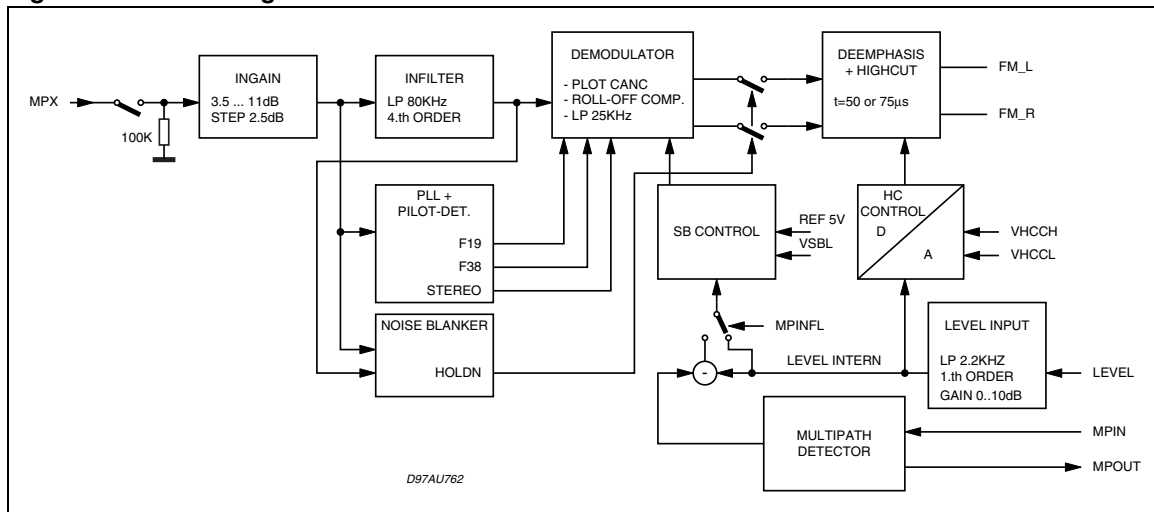 MPX
100K
INGAIN
3.5 ... 11dB
STEP 2.5dB
INFILTER
LP 80KHz
4.th ORDER
DEMODULATOR
- PLOT CANC
- ROLL-OFF COMP.
- LP 25KHz
DEEMPHASIS
+ HIGHCUT
t=50 or 75μs
FM_L
FM_R
PLL +
PILOT-DET.
F19
F38
STEREO
NOISE BLANKER
HOLDN
SB CONTROL
REF 5V
VSBL
HC
CONTROL
D
A
VHCCH
VHCCL
MPINFL
LEVEL INTERN
-
LEVEL INPUT
LP 2.2KHZ
1.th ORDER
GAIN 0..10dB
LEVEL
MULTIPATH
DETECTOR
MPIN
MPOUT
D97AU762